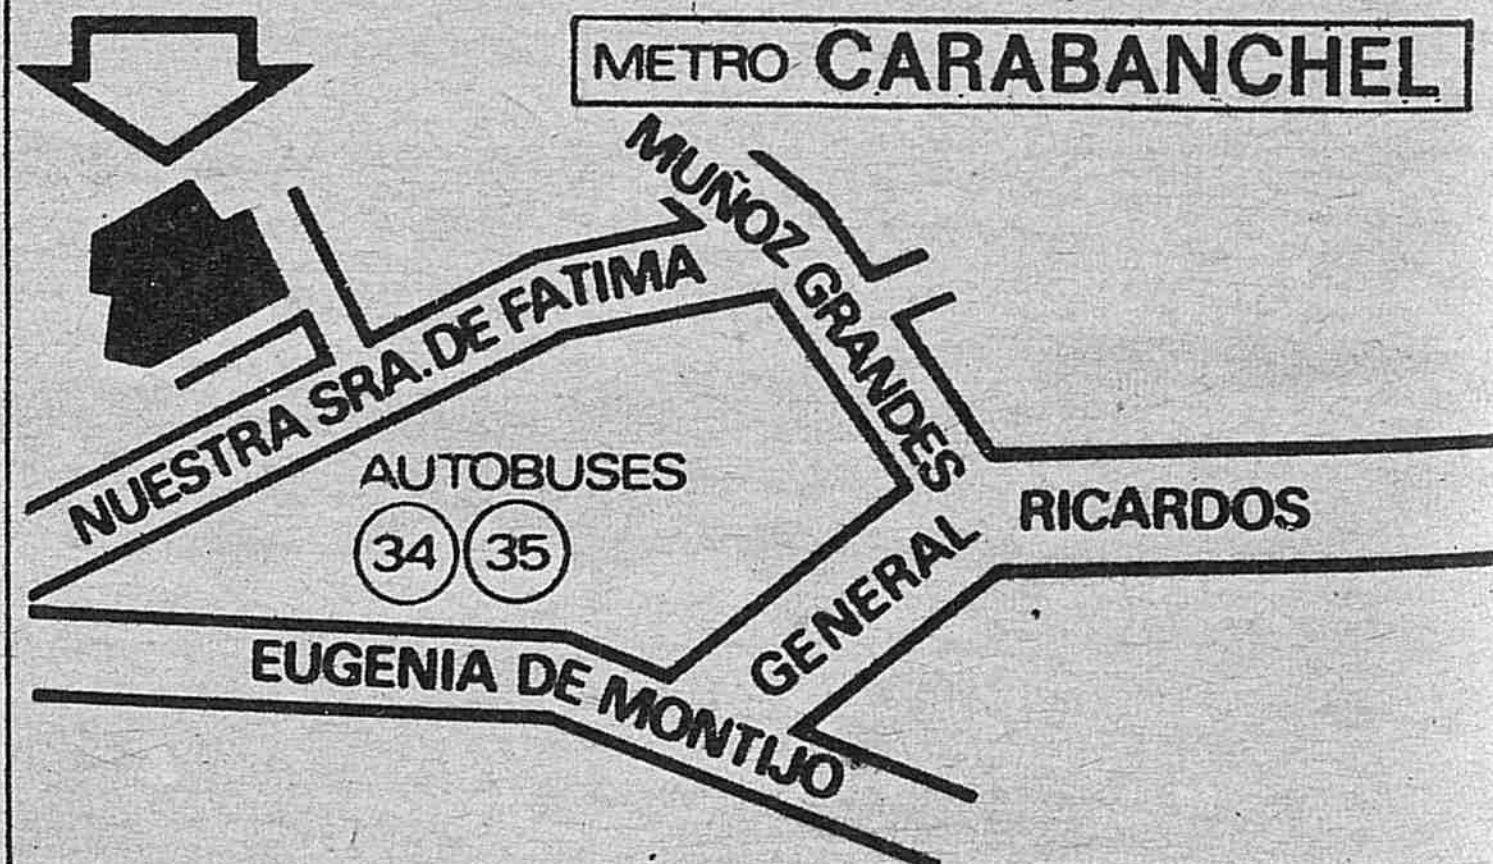 METRO CARABANCHEL
MUÑOZ GRANDES
NUESTRA SRA. DE FATIMA
AUTOBUSES
34 35
GENERAL RICARDOS
EUGENIA DE MONTIJO